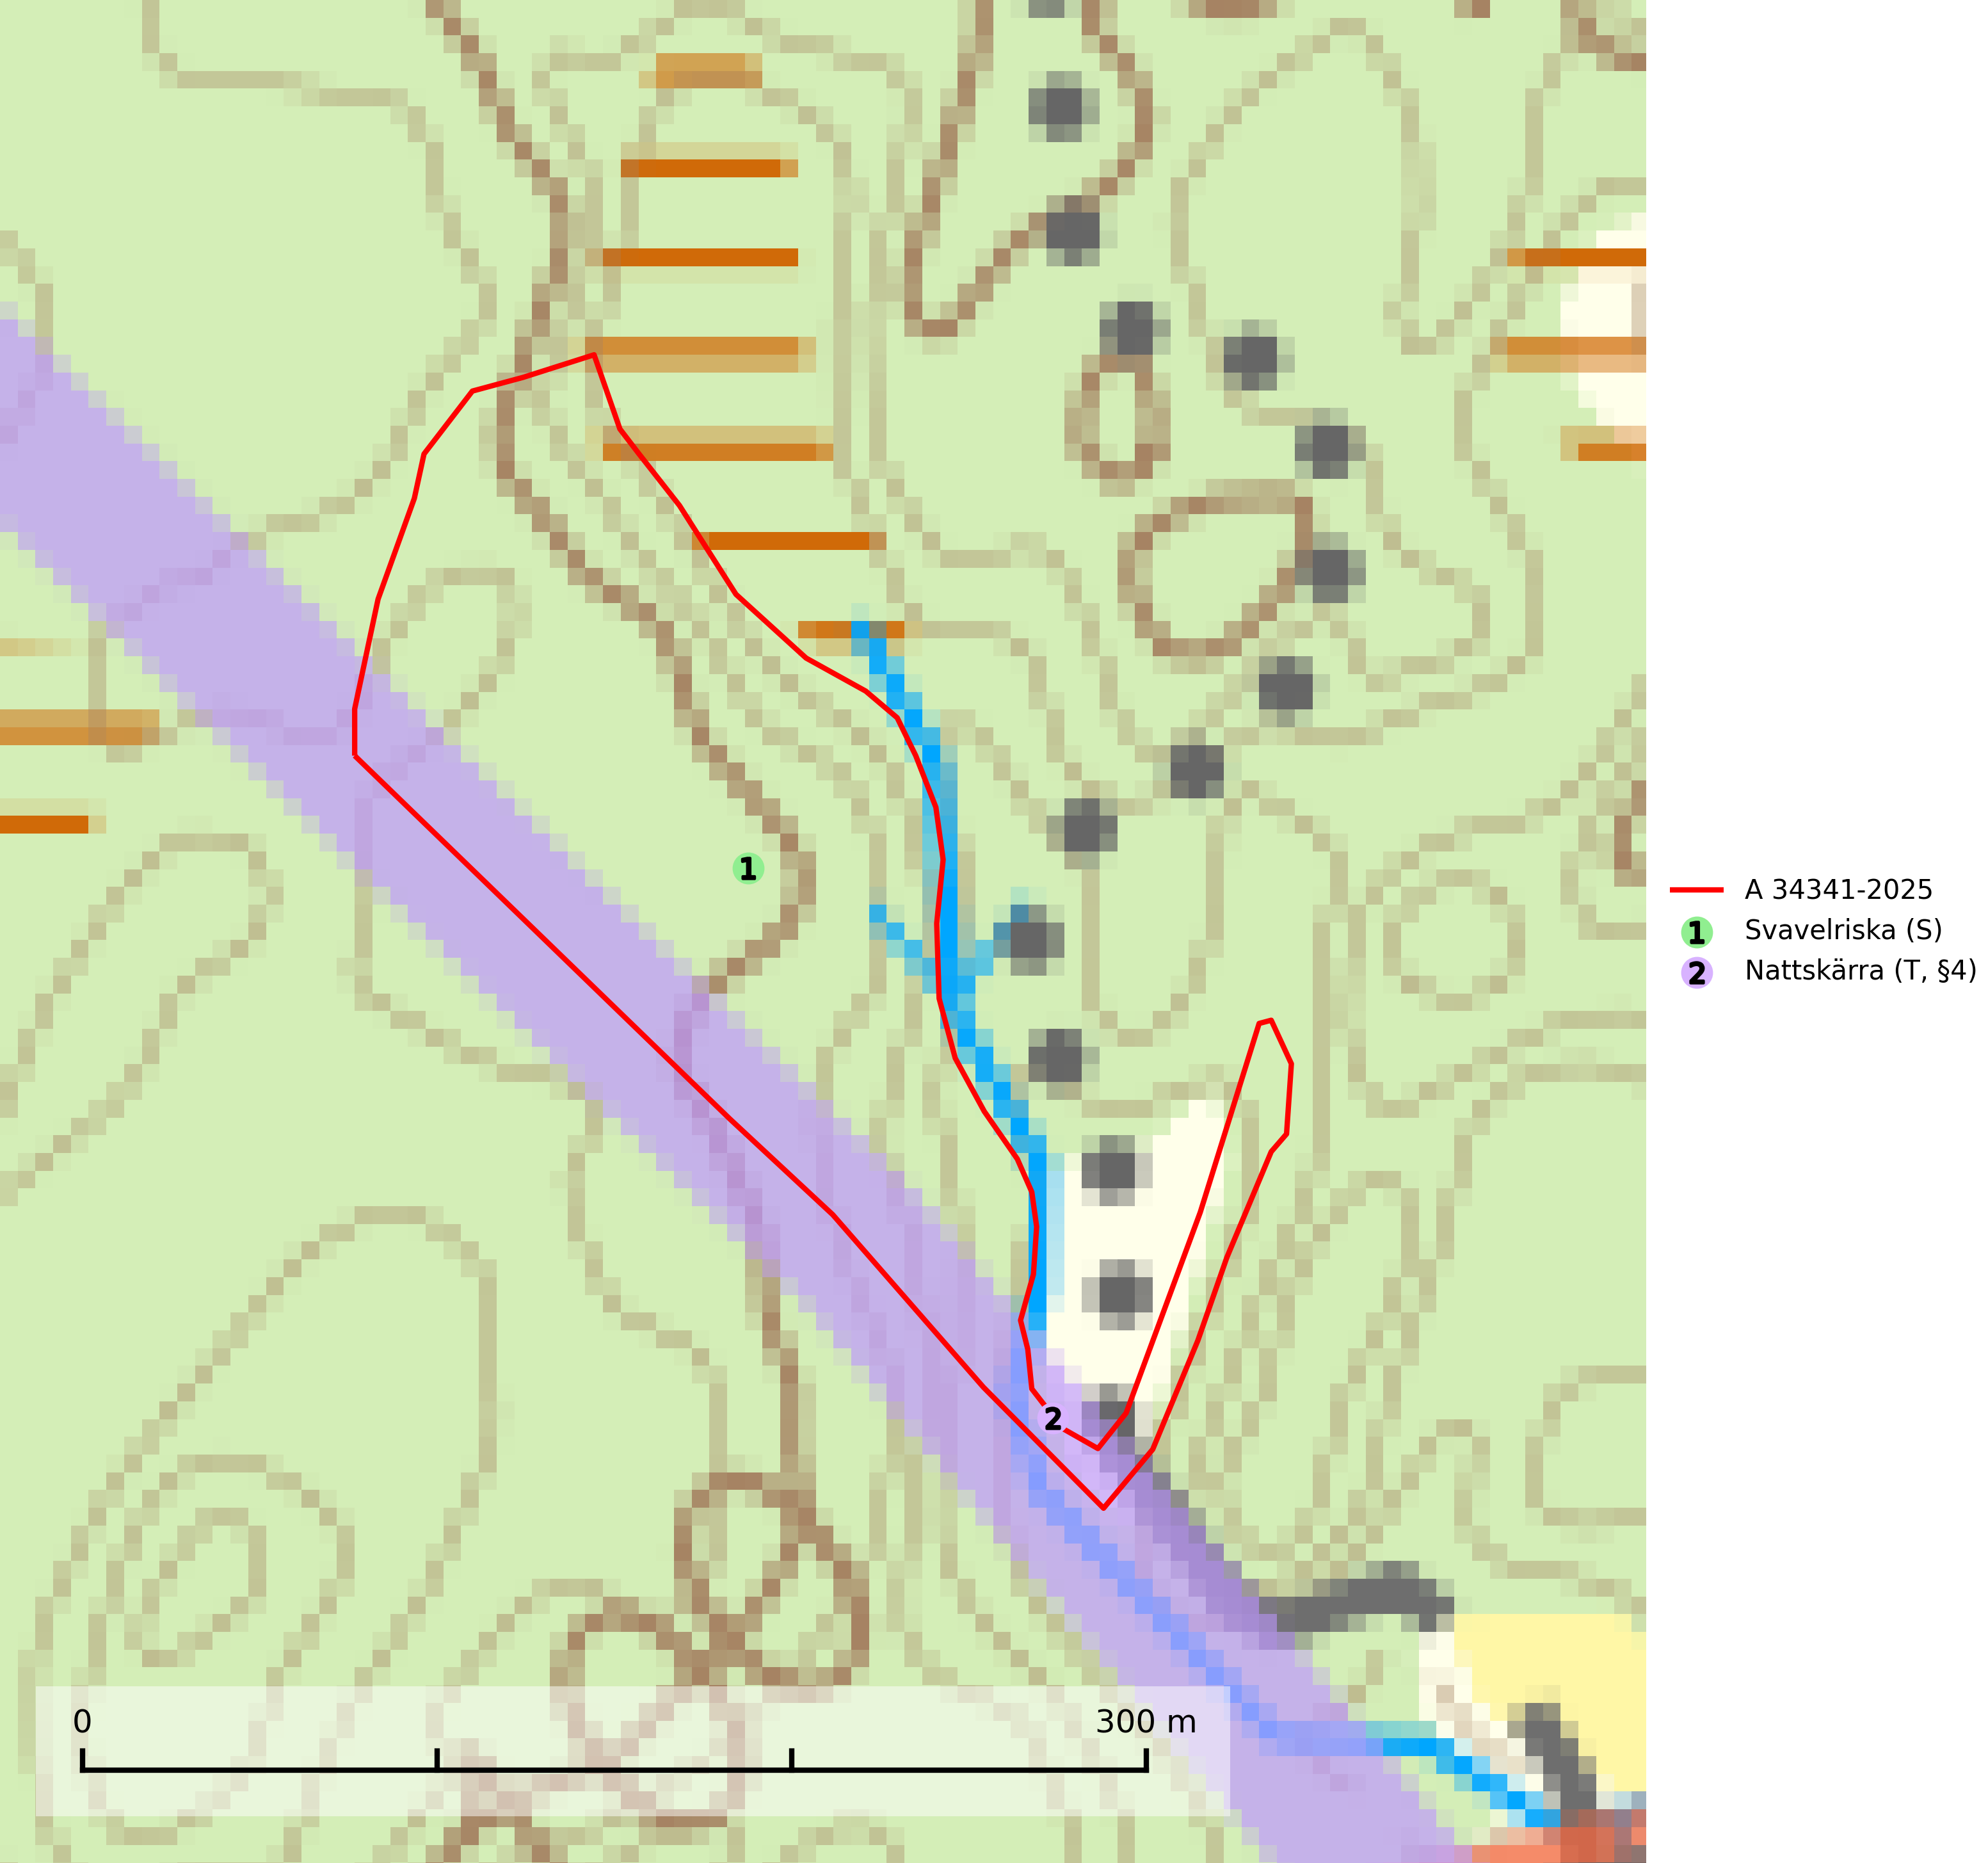 1
2
0
300 m
A 34341-2025
1 Svavelriska (S)
2 Nattskärra (T, §4)